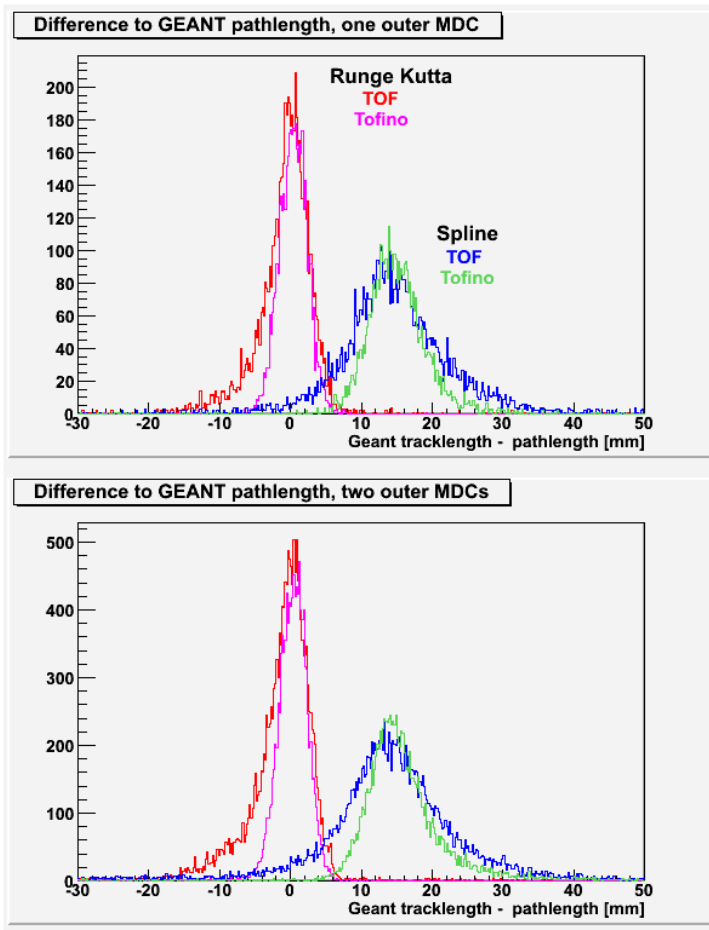 Difference to GEANT pathlength, one outer MDC
Runge Kutta
TOF
Tofino
Spline
TOF
Tofino
200
180
160
140
120
100
80
60
40
20
0
-30 -20 -10 0 10 20 30 40 50
Geant tracklength - pathlength [mm]
Difference to GEANT pathlength, two outer MDCs
500
400
300
200
100
0
-30 -20 -10 0 10 20 30 40 50
Geant tracklength - pathlength [mm]